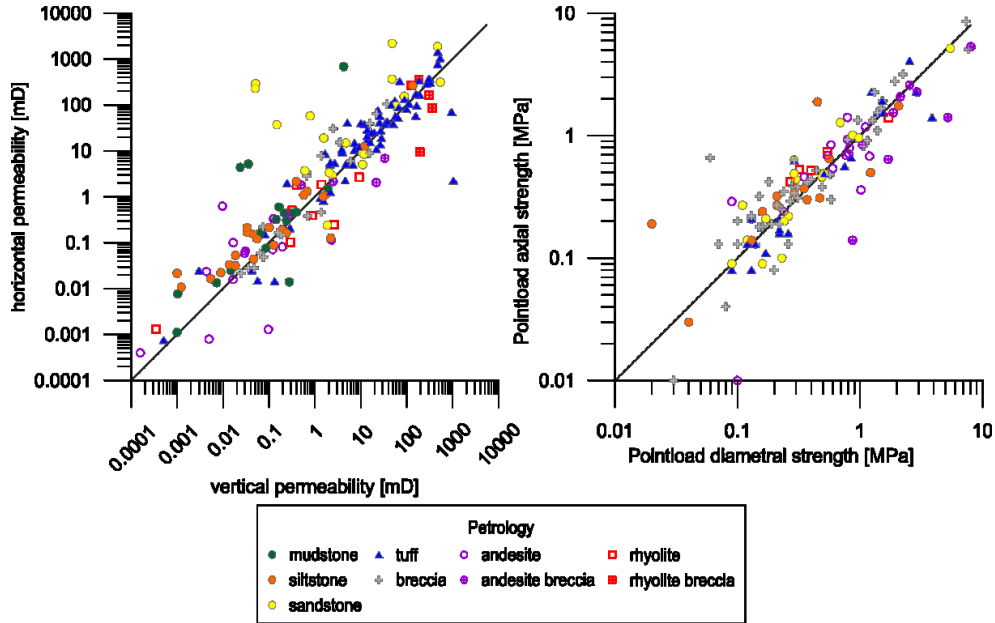 10000
1000
100
10
1
0.1
0.01
0.001
0.0001
horizontal permeability [mD]
0.0001
0.001
0.01
0.1
1
10
100
1000
10000
vertical permeability [mD]
10
1
0.1
0.01
Pointload axial strength [MPa]
0.01
0.1
1
10
Pointload diametral strength [MPa]
Petrology
mudstone
tuff
andesite
rhyolite
siltstone
breccia
andesite breccia
rhyolite breccia
sandstone